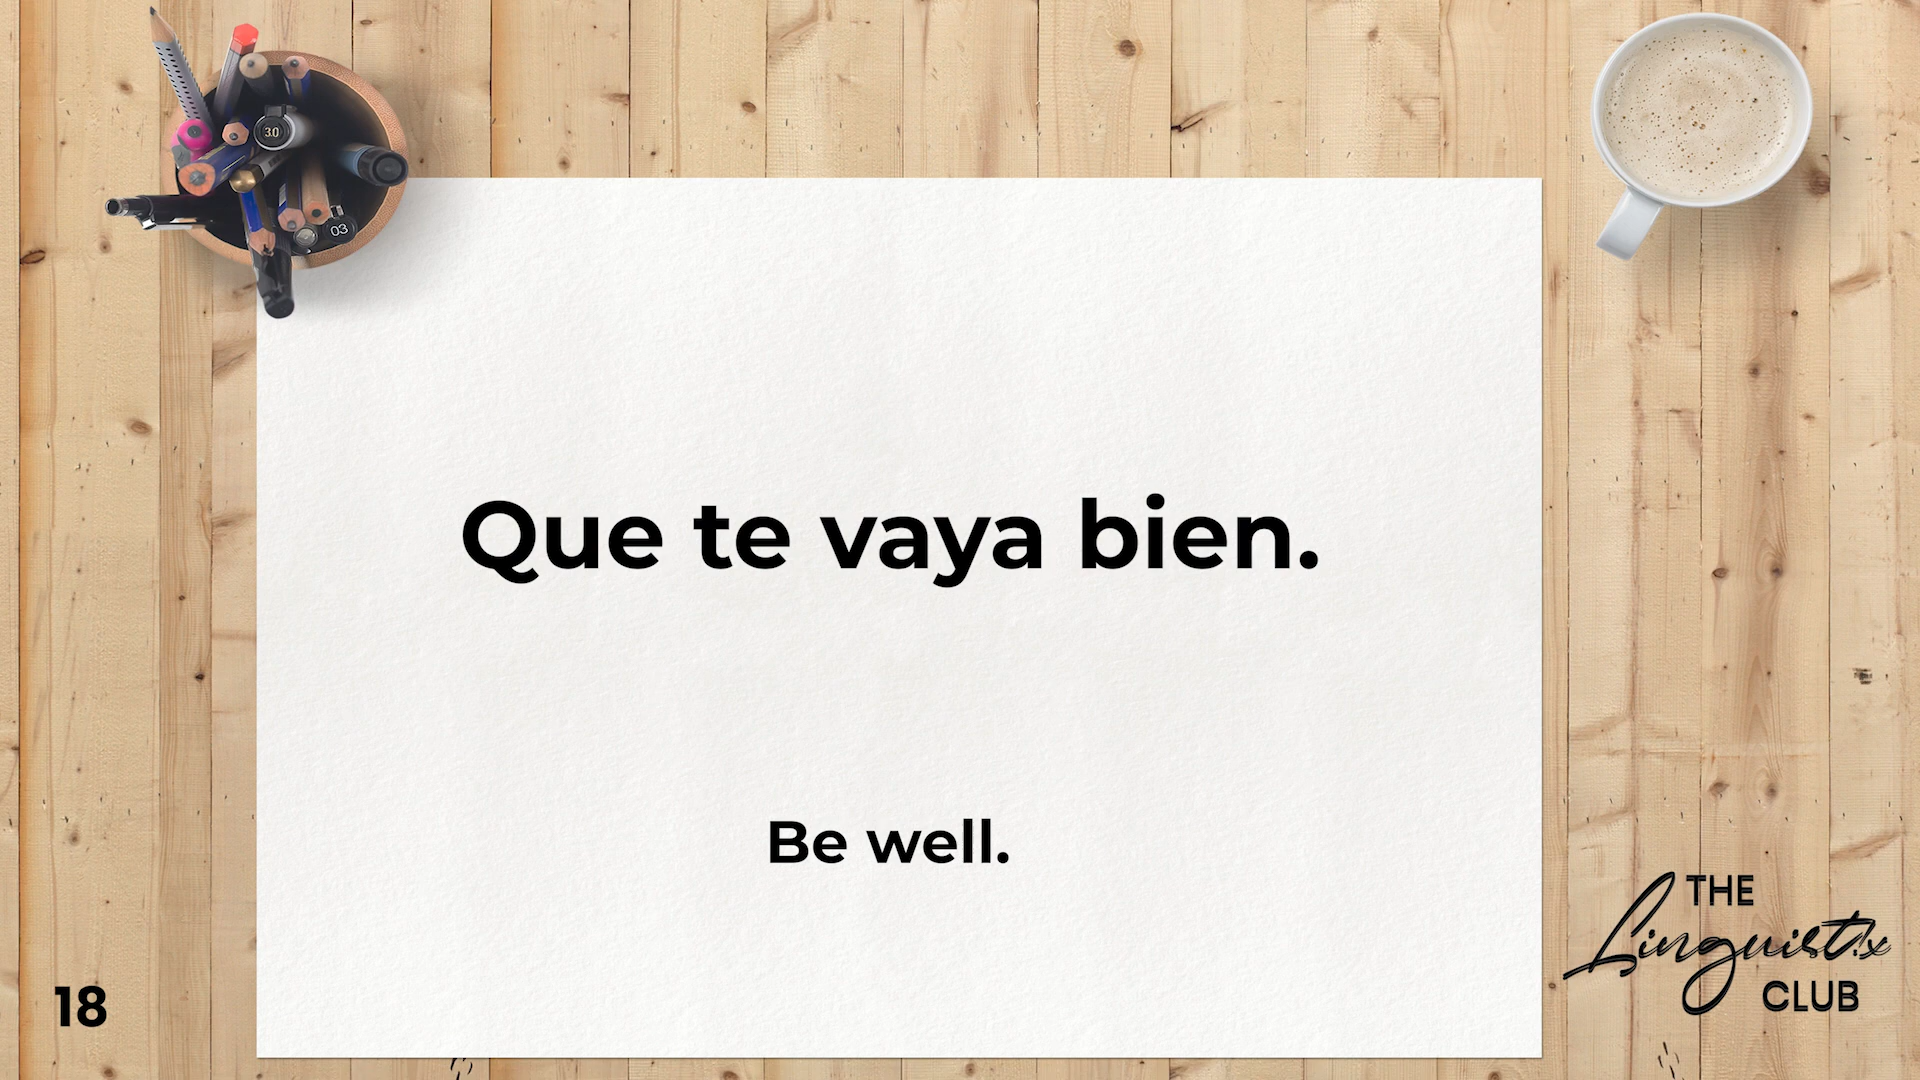 3.0
03
Que te vaya bien.
Be well.
18
THE
Linguistix
CLUB